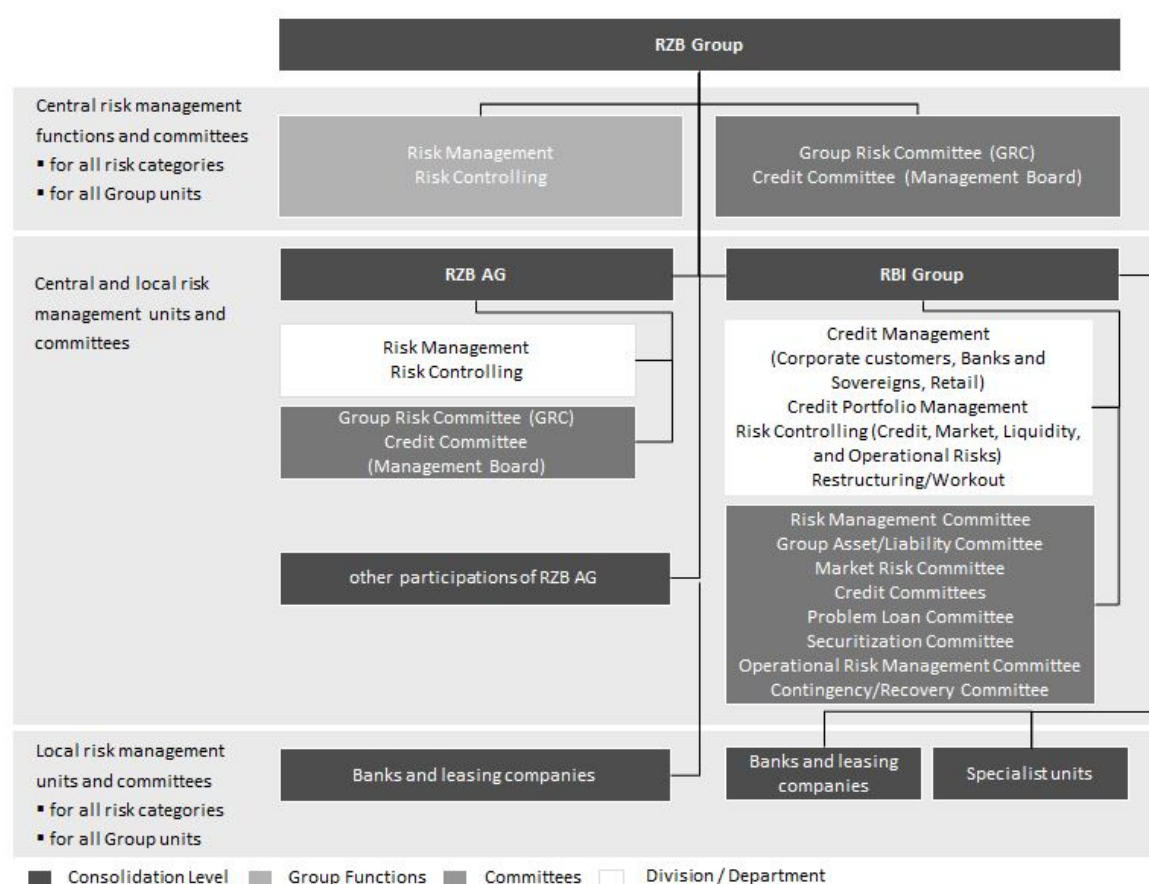 RZB Group
Central risk management
functions and committees
▪ for all risk categories
▪ for all Group units
Risk Management
Risk Controlling
Group Risk Committee (GRC)
Credit Committee (Management Board)
Central and local risk
management units and
committees
RZB AG
RBI Group
Risk Management
Risk Controlling
Group Risk Committee (GRC)
Credit Committee
(Management Board)
Credit Management
(Corporate customers, Banks and
Sovereigns, Retail)
Credit Portfolio Management
Risk Controlling (Credit, Market, Liquidity,
and Operational Risks)
Restructuring/Workout
Risk Management Committee
Group Asset/Liability Committee
Market Risk Committee
Credit Committees
Problem Loan Committee
Securitization Committee
Operational Risk Management Committee
Contingency/Recovery Committee
other participations of RZB AG
Local risk management
units and committees
▪ for all risk categories
▪ for all Group units
Banks and leasing companies
Banks and leasing
companies
Specialist units
Consolidation Level Group Functions Committees Division / Department